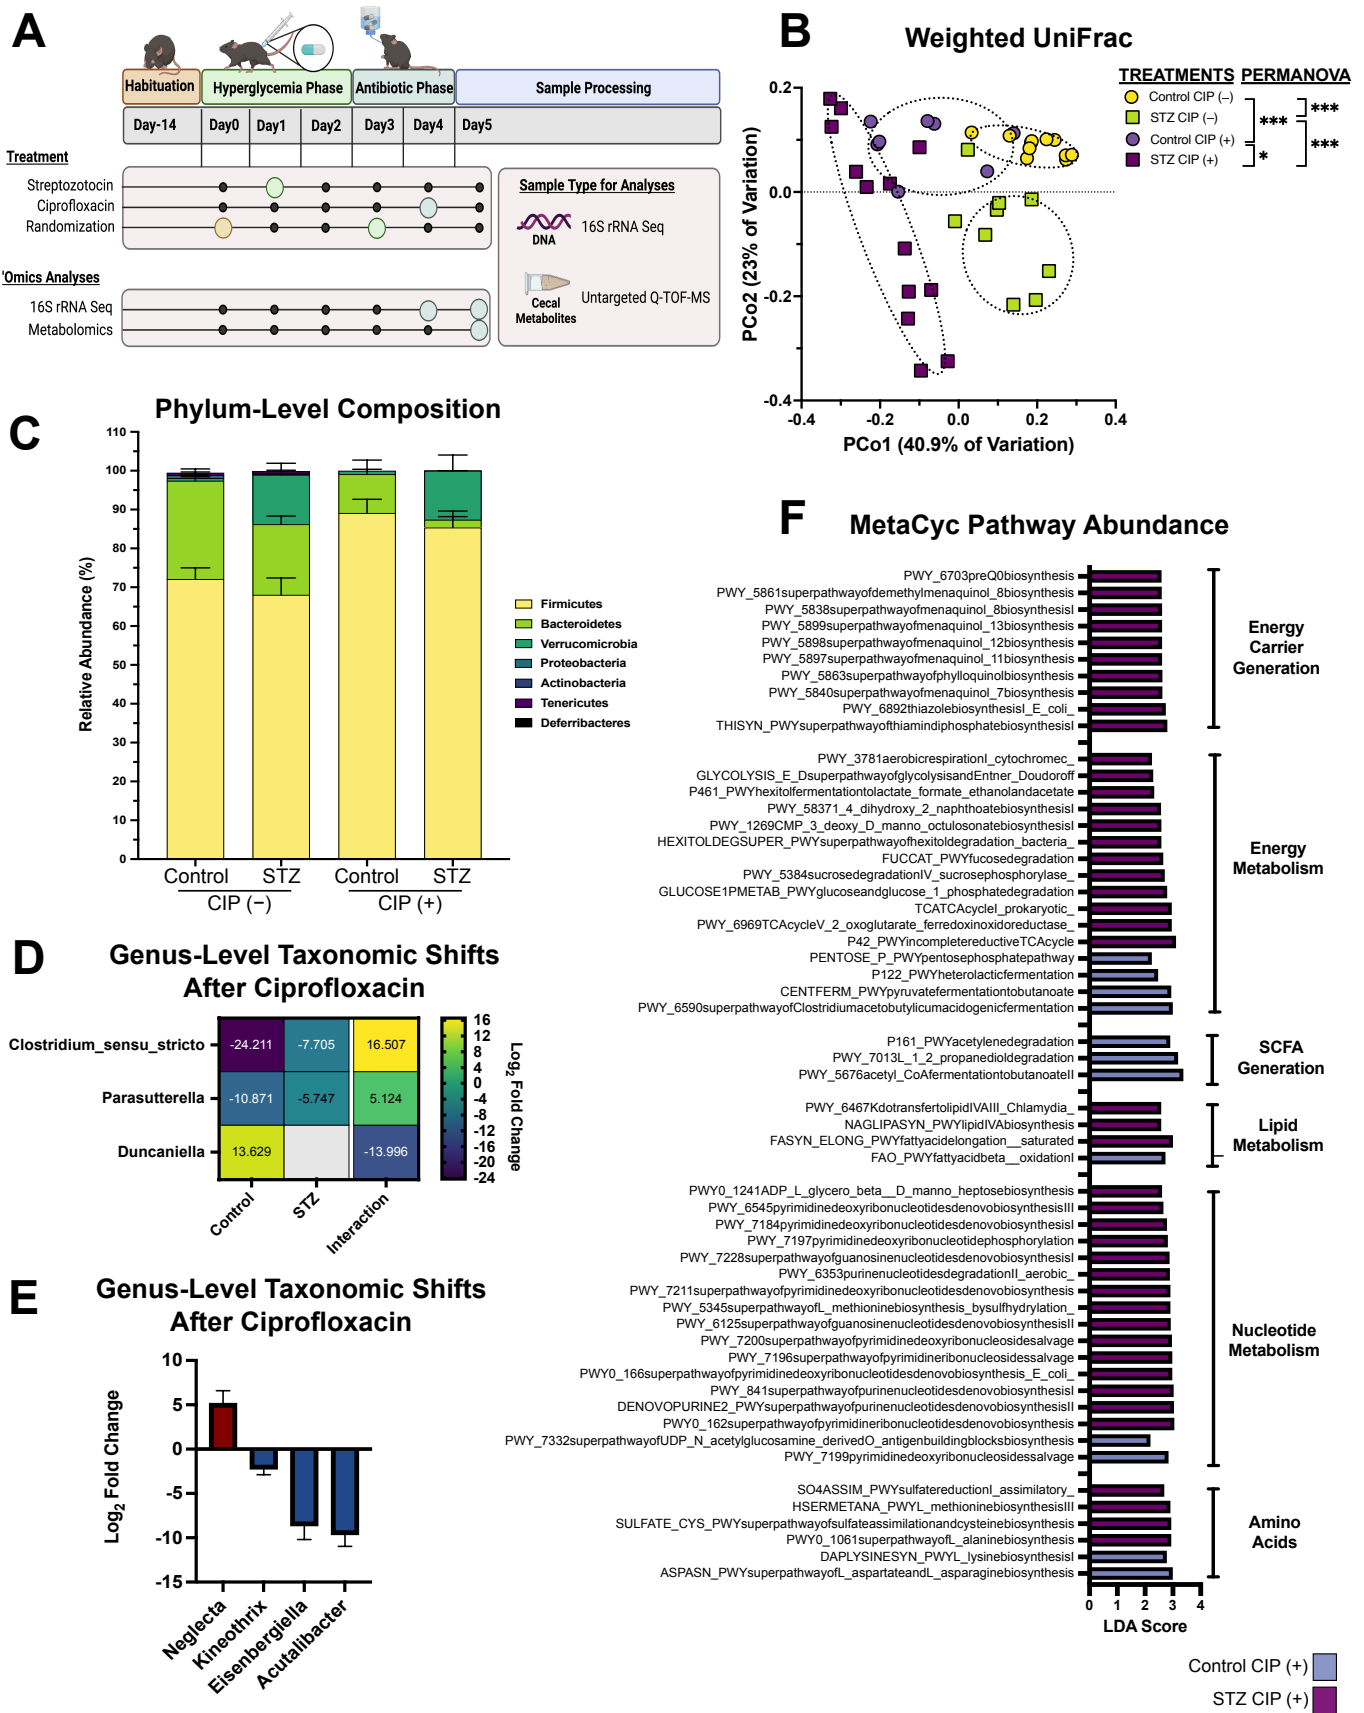 A
Habituation
Hyperglycemia Phase
Antibiotic Phase
Sample Processing
Day-14
Day0
Day1
Day2
Day3
Day4
Day5
Treatment
Streptozotocin
Ciprofloxacin
Randomization
'Omics Analyses
16S rRNA Seq
Metabolomics
Sample Type for Analyses
DNA
16S rRNA Seq
Cecal
Metabolites
Untargeted Q-TOF-MS
B
Weighted UniFrac
TREATMENTS PERMANOVA
Control CIP (−)
STZ CIP (−)
Control CIP (+)
STZ CIP (+)
***
*
***
***
PCo2 (23% of Variation)
0.2
0.0
-0.2
-0.4
-0.4 -0.2 0.0 0.2 0.4
PCo1 (40.9% of Variation)
C
Phylum-Level Composition
Relative Abundance (%)
110
100
90
80
70
60
50
40
30
20
10
0
Control STZ Control STZ
CIP (−) CIP (+)
Firmicutes
Bacteroidetes
Verrucomicrobia
Proteobacteria
Actinobacteria
Tenericutes
Deferribacteres
D
Genus-Level Taxonomic Shifts
After Ciprofloxacin
Clostridium_sensu_stricto
Parasutterella
Duncaniella
-24.211 -7.705 16.507
-10.871 -5.747 5.124
13.629 -13.996
Control
STZ
Interaction
16
12
8
4
0
-4
-8
-12
-16
-20
-24
Log2 Fold Change
E
Genus-Level Taxonomic Shifts
After Ciprofloxacin
Log2 Fold Change
10
5
0
-5
-10
-15
Neglecta
Kineothrix
Eisenbergiella
Acutalibacter
F
MetaCyc Pathway Abundance
PWY_6703preQ0biosynthesis
PWY_5861superpathwayofdemethylmenaquinol_8biosynthesis
PWY_5838superpathwayofmenaquinol_8biosynthesisI
PWY_5899superpathwayofmenaquinol_13biosynthesis
PWY_5898superpathwayofmenaquinol_12biosynthesis
PWY_5897superpathwayofmenaquinol_11biosynthesis
PWY_5863superpathwayofphylloquinolbiosynthesis
PWY_5840superpathwayofmenaquinol_7biosynthesis
PWY_6892thiazolebiosynthesisI_E_coli_
THISYN_PWYsuperpathwayofthiamindiphosphatebiosynthesisI
Energy
Carrier
Generation
PWY_3781aerobicrespirationI_cytochromec_
GLYCOLYSIS_E_DsuperpathwayofglycolysisandEntner_Doudoroff
P461_PWYhexitolfermentationtolactate_formate_ethanolandacetate
PWY_58371_4_dihydroxy_2_naphthoatebiosynthesisI
PWY_1269CMP_3_deoxy_D_manno_octulosonatebiosynthesisI
HEXITOLDEGSUPER_PWYsuperpathwayofhexitoldegradation_bacteria_
FUCCAT_PWYfucosedegradation
PWY_5384sucrosedegradationIV_sucrosephosphorylase_
GLUCOSE1PMETAB_PWYglucoseandglucose_1_phosphatedegradation
TCATCAcycleI_prokaryotic_
PWY_6969TCAcycleV_2_oxoglutarate_ferredoxinoxidoreductase_
P42_PWYincompletereductiveTCAcycle
PENTOSE_P_PWYpentosephosphatepathway
P122_PWYheterolacticfermentation
CENTFERM_PWYpyruvatefermentationtobutanoate
PWY_6590superpathwayofClostridiumacetobutylicumacidogenicfermentation
Energy
Metabolism
P161_PWYacetylenedegradation
PWY_7013L_1_2_propanedioldegradation
PWY_5676acetyl_CoAfermentationtobutanoateII
SCFA
Generation
PWY_6467KdotransfertolipidIVAIII_Chlamydia_
NAGLIPASYN_PWYlipidIVAbiosynthesis
FASYN_ELONG_PWYfattyacidelongation__saturated
FAO_PWYfattyacidbeta__oxidationI
Lipid
Metabolism
PWY0_1241ADP_L_glycero_beta__D_manno_heptosebiosynthesis
PWY_6545pyrimidinedeoxyribonucleotidesdenovobiosynthesisIII
PWY_7184pyrimidinedeoxyribonucleotidesdenovobiosynthesisI
PWY_7197pyrimidinedeoxyribonucleotidephosphorylation
PWY_7228superpathwayofguanosinenucleotidesdenovobiosynthesisI
PWY_6353purinenucleotidesdegradationII_aerobic_
PWY_7211superpathwayofpyrimidinedeoxyribonucleotidesdenovobiosynthesis
PWY_5345superpathwayofL_methioninebiosynthesis_bysulfhydrylation_
PWY_6125superpathwayofguanosinenucleotidesdenovobiosynthesisII
PWY_7200superpathwayofpyrimidinedeoxyribonucleosidesalvage
PWY_7196superpathwayofpyrimidineribonucleosidessalvage
PWY0_166superpathwayofpyrimidinedeoxyribonucleotidesdenovobiosynthesis_E_coli_
PWY_841superpathwayofpurinenucleotidesdenovobiosynthesisI
DENOVOPURINE2_PWYsuperpathwayofpurinenucleotidesdenovobiosynthesisII
PWY0_162superpathwayofpyrimidineribonucleotidesdenovobiosynthesis
PWY_7332superpathwayofUDP_N_acetylglucosamine_derivedO_antigenbuildingblocksbiosynthesis
PWY_7199pyrimidinedeoxyribonucleosidessalvage
Nucleotide
Metabolism
SO4ASSIM_PWYsulfatereductionI_assimilatory_
HSERMETANA_PWYL_methioninebiosynthesisIII
SULFATE_CYS_PWYsuperpathwayofsulfateassimilationandcysteinebiosynthesis
PWY0_1061superpathwayofL_alaninebiosynthesis
DAPLYSINESYN_PWYL_lysinebiosynthesisI
ASPASN_PWYsuperpathwayofL_aspartateandL_asparaginebiosynthesis
Amino
Acids
0 1 2 3 4
LDA Score
Control CIP (+)
STZ CIP (+)